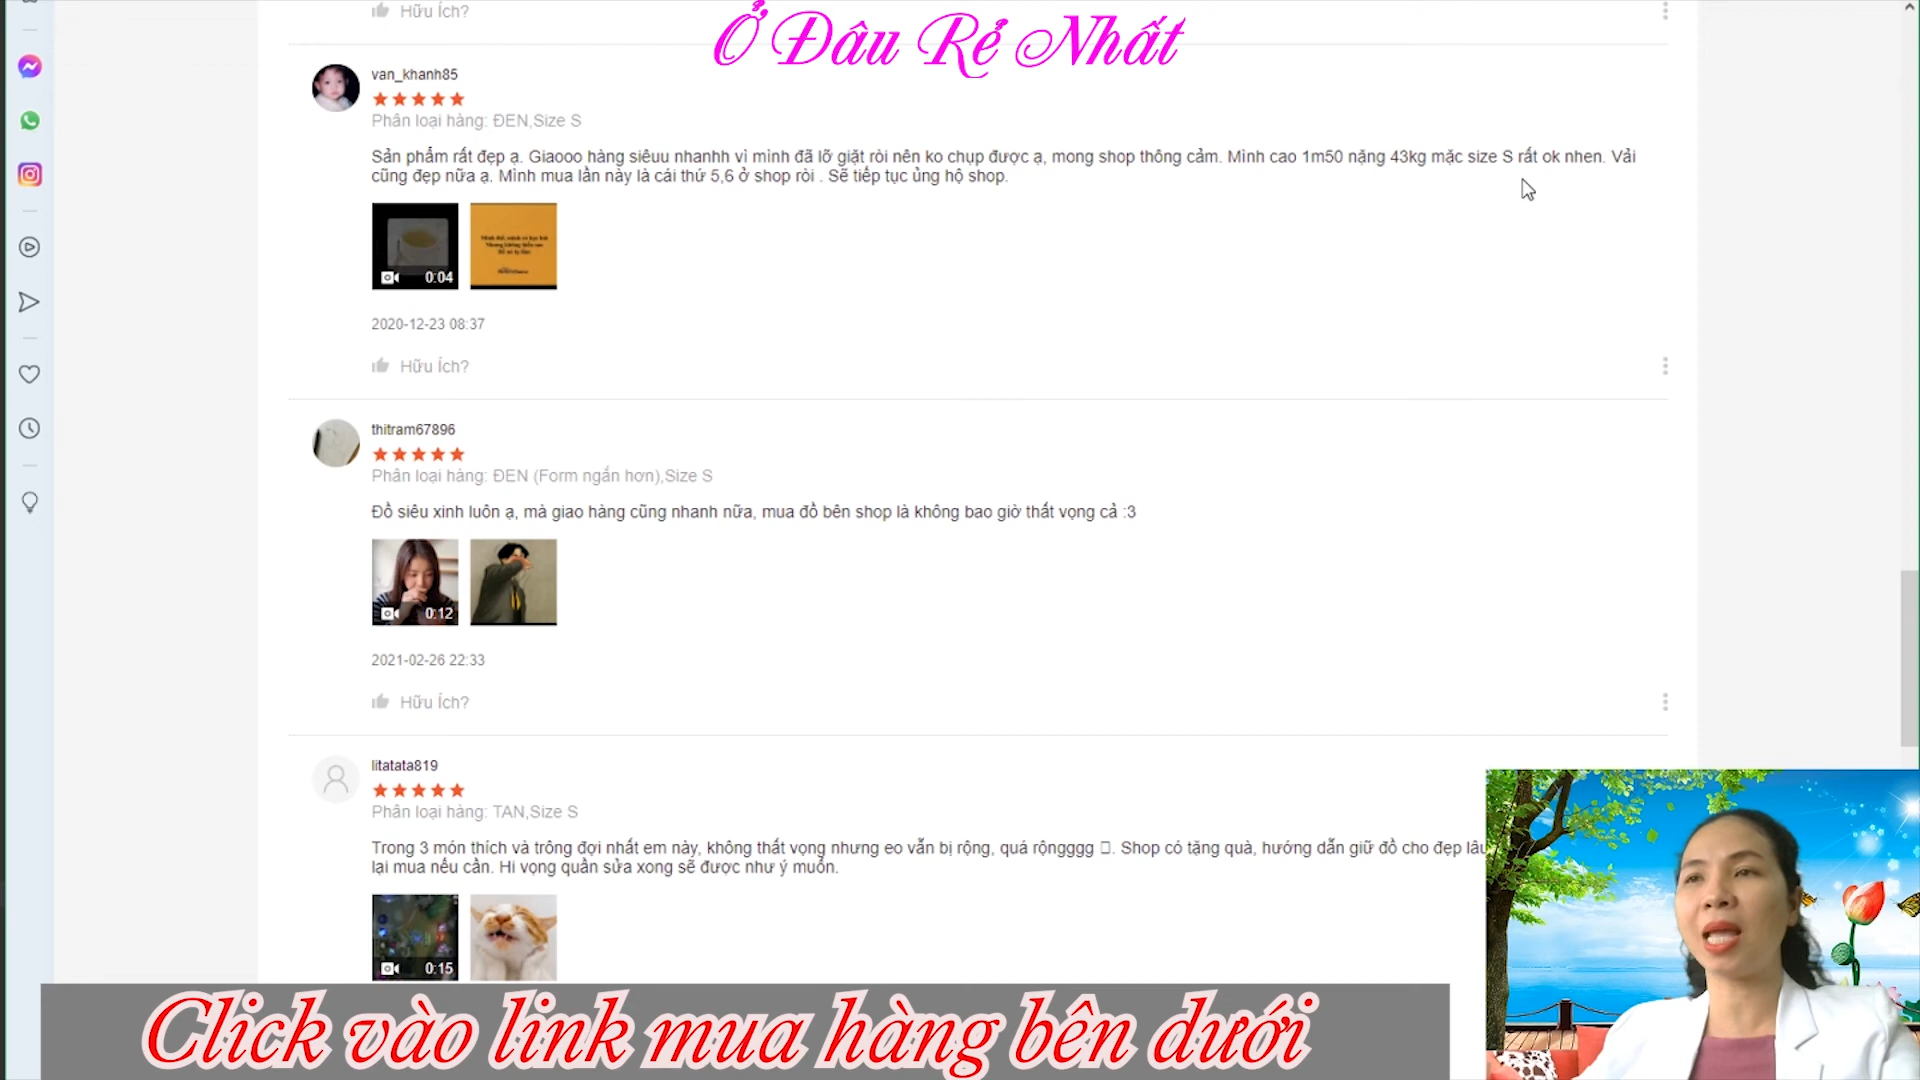 Hữu Ích?
Ở Đâu Rẻ Nhất
van_khanh85
Phân loại hàng: ĐEN,Size S
Sản phẩm rất đẹp ạ. Giaooo hàng siêuu nhanhh vì mình đã lỡ giặt ròi nên ko chụp được ạ, mong shop thông cảm. Mình cao 1m50 nặng 43kg mặc size S rất ok nhen. Vải
cũng đẹp nữa ạ. Mình mua lần này là cái thứ 5,6 ở shop ròi . Sẽ tiếp tục ủng hộ shop.
0:04
2020-12-23 08:37
Hữu Ích?
thitram67896
Phân loại hàng: ĐEN (Form ngắn hơn),Size S
Đồ siêu xinh luôn ạ, mà giao hàng cũng nhanh nữa, mua đồ bên shop là không bao giờ thất vọng cả :3
0:12
2021-02-26 22:33
Hữu Ích?
litatata819
Phân loại hàng: TAN,Size S
Trong 3 món thích và trông đợi nhất em này, không thất vọng nhưng eo vẫn bị rộng, quá rộngggg. Shop có tặng quà, hướng dẫn giữ đồ cho đẹp lâu
lại mua nếu cần. Hi vọng quần sửa xong sẽ được như ý muốn.
0:15
Click vào link mua hàng bên dưới